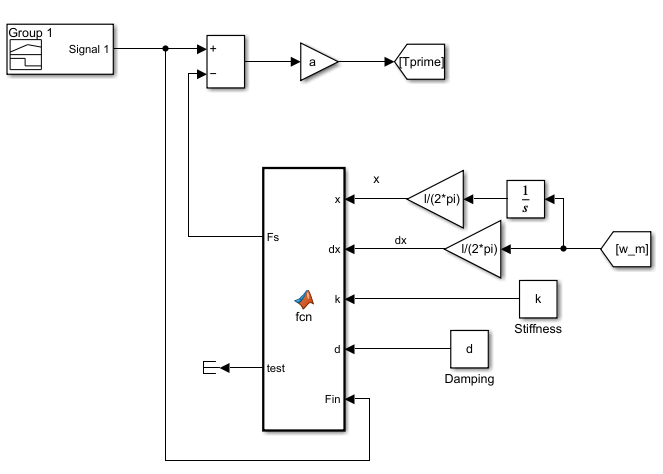 Group 1
Signal 1
+
−
a
[Tprime]
x
x
l/(2*pi)
1
s
Fs
dx
dx
l/(2*pi)
[w_m]
fcn
k
k
Stiffness
test
d
d
Damping
Fin